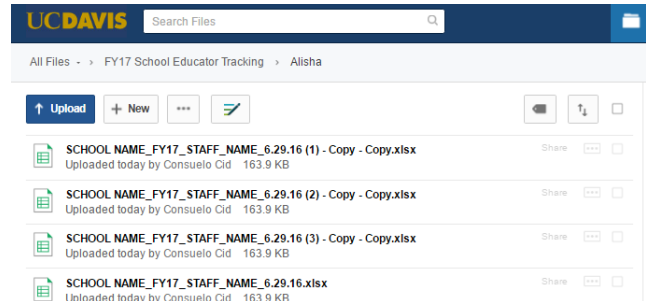 UCDAVIS Search Files
All Files - › FY17 School Educator Tracking › Alisha
Upload + New •••
SCHOOL NAME_FY17_STAFF_NAME_6.29.16 (1) - Copy - Copy.xlsx Share •••
Uploaded today by Consuelo Cid 163.9 KB
SCHOOL NAME_FY17_STAFF_NAME_6.29.16 (2) - Copy - Copy.xlsx Share •••
Uploaded today by Consuelo Cid 163.9 KB
SCHOOL NAME_FY17_STAFF_NAME_6.29.16 (3) - Copy - Copy.xlsx Share •••
Uploaded today by Consuelo Cid 163.9 KB
SCHOOL NAME_FY17_STAFF_NAME_6.29.16.xlsx Share •••
Uploaded today by Consuelo Cid 163.9 KB